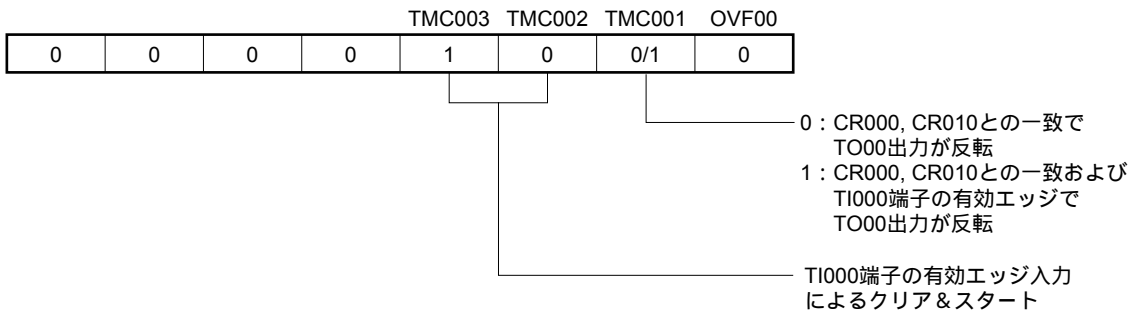 TMC003 TMC002 TMC001 OVF00
0 0 0 0 1 0 0/1 0
0：CR000, CR010との一致で
TO00出力が反転
1：CR000, CR010との一致および
TI000端子の有効エッジで
TO00出力が反転
TI000端子の有効エッジ入力
によるクリア＆スタート